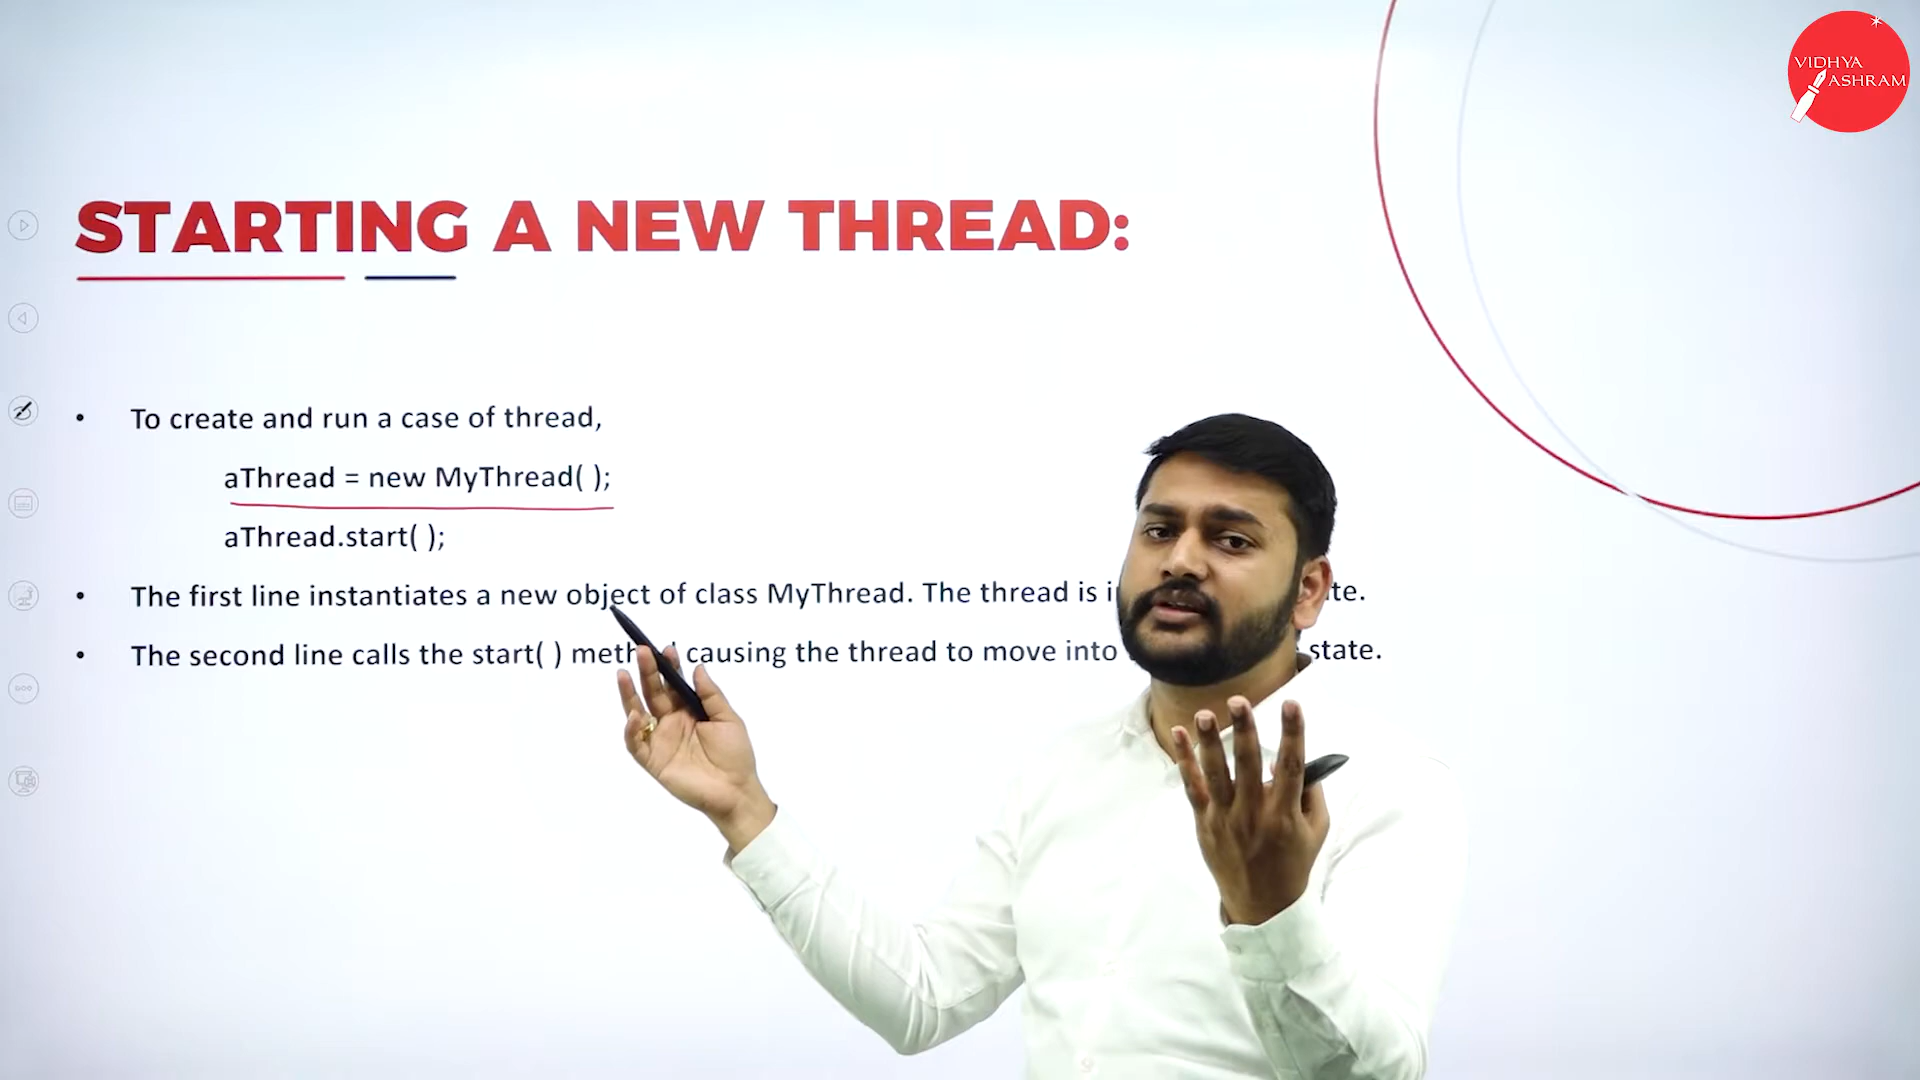 VIDHYA
ASHRAM
STARTING A NEW THREAD:
• To create and run a case of thread,
aThread = new MyThread( );
aThread.start( );
• The first line instantiates a new object of class MyThread. The thread is
• The second line calls the start( ) causing the thread to move into state.